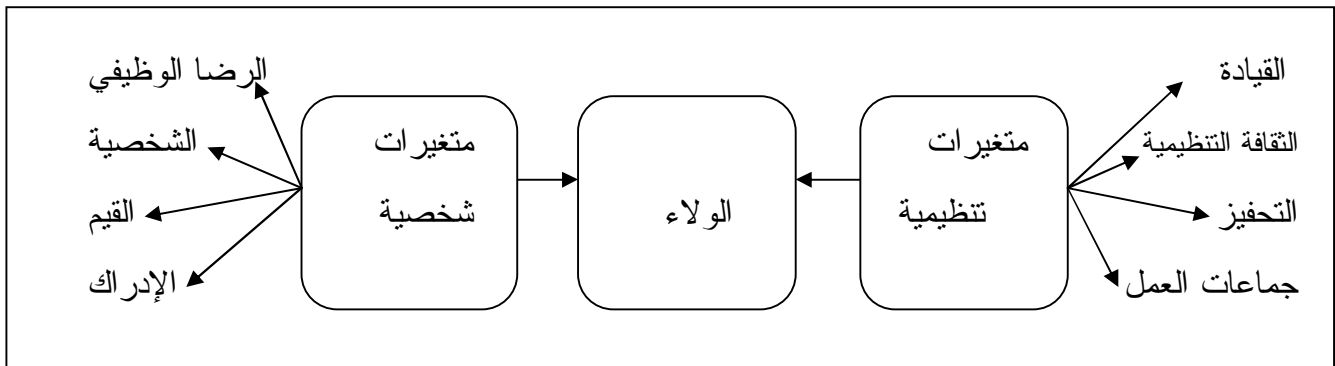 القيادة
الثقافة التنظيمية
التحفيز
جماعات العمل
متغيرات
تنظيمية
الولاء
متغيرات
شخصية
الرضا الوظيفي
الشخصية
القيم
الإدراك